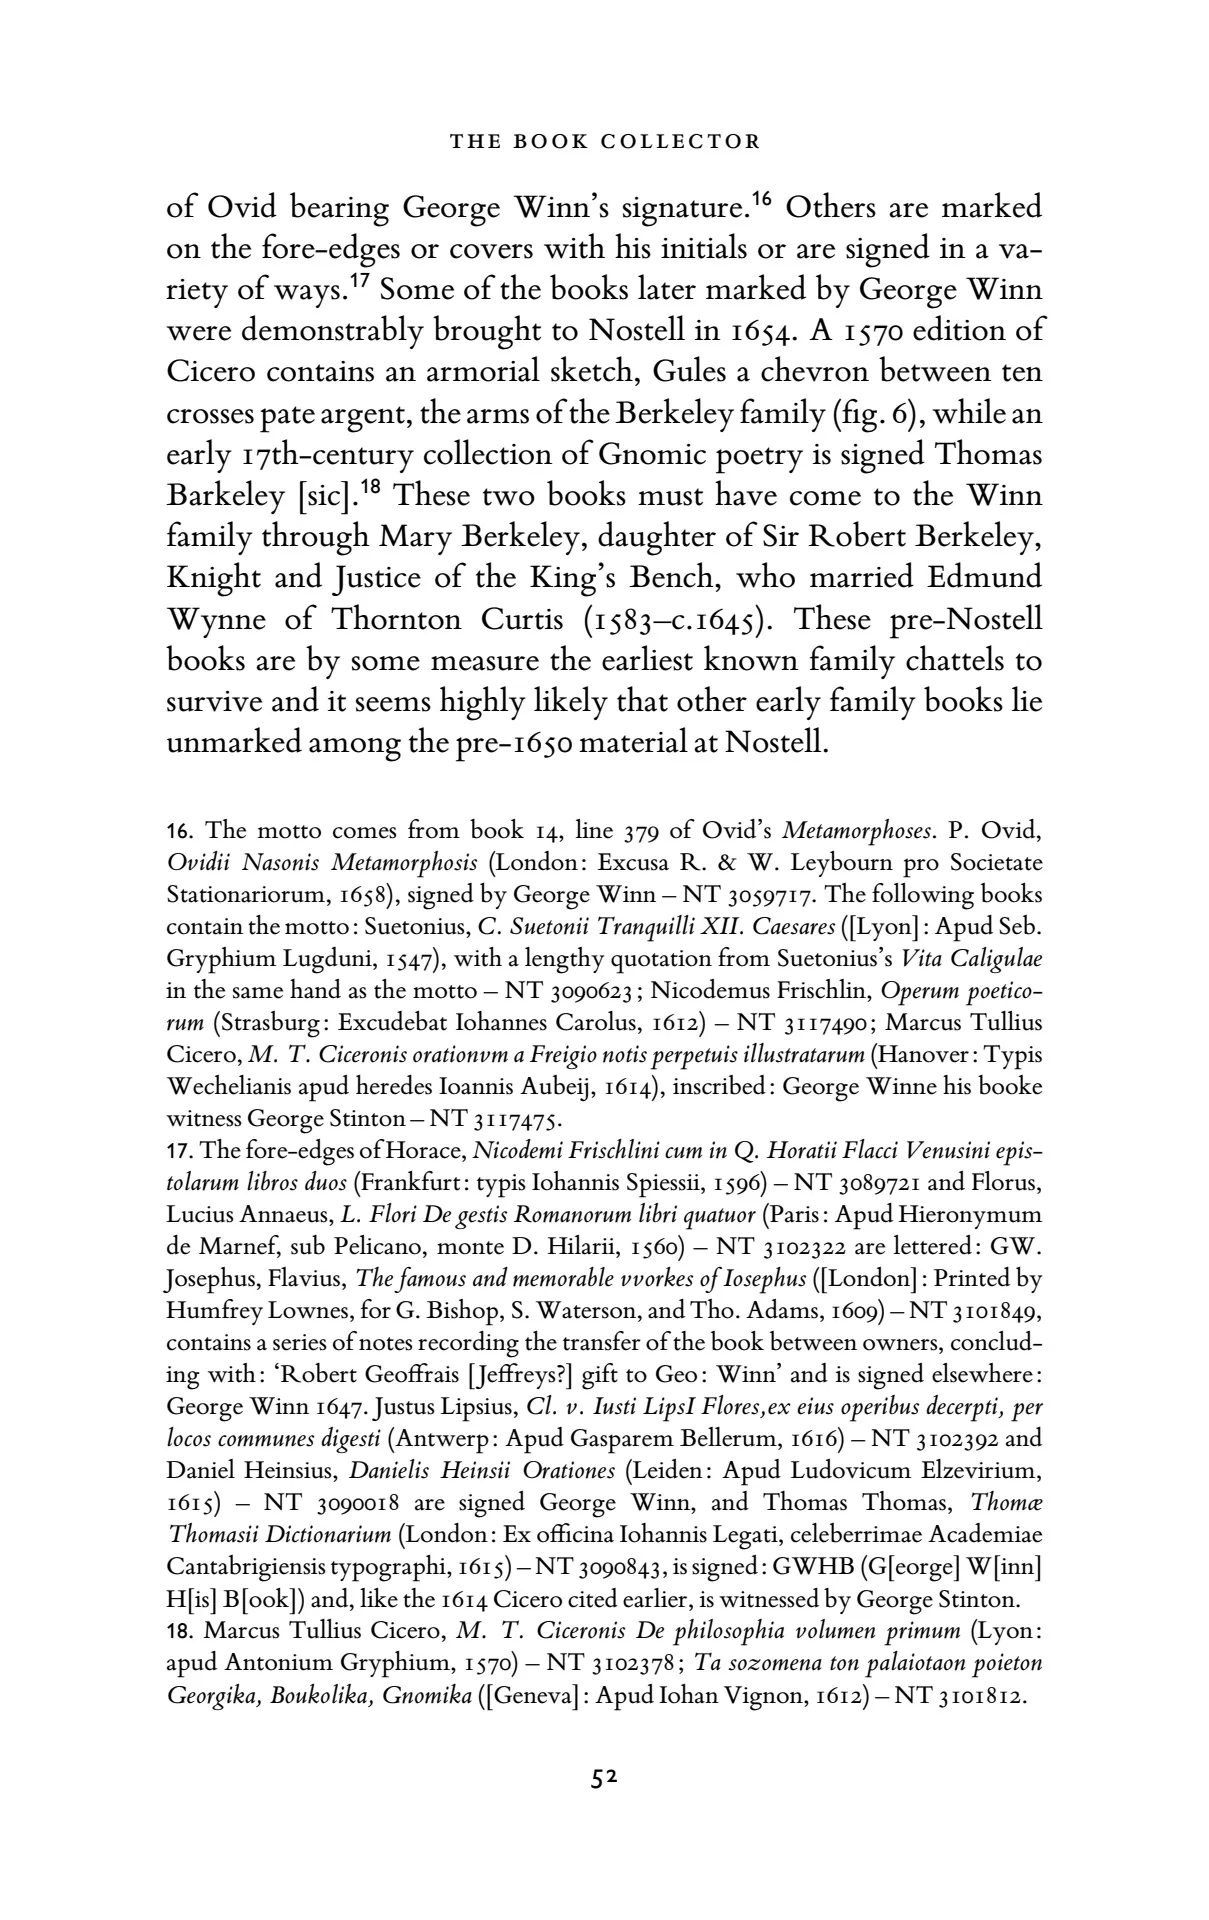 THE BOOK COLLECTOR
of Ovid bearing George Winn’s signature.16 Others are marked
on the fore-edges or covers with his initials or are signed in a va-
riety of ways.17 Some of the books later marked by George Winn
were demonstrably brought to Nostell in 1654. A 1570 edition of
Cicero contains an armorial sketch, Gules a chevron between ten
crosses pate argent, the arms of the Berkeley family (fig. 6), while an
early 17th-century collection of Gnomic poetry is signed Thomas
Barkeley [sic].18 These two books must have come to the Winn
family through Mary Berkeley, daughter of Sir Robert Berkeley,
Knight and Justice of the King’s Bench, who married Edmund
Wynne of Thornton Curtis (1583–c.1645). These pre-Nostell
books are by some measure the earliest known family chattels to
survive and it seems highly likely that other early family books lie
unmarked among the pre-1650 material at Nostell.
16. The motto comes from book 14, line 379 of Ovid’s Metamorphoses. P. Ovid,
Ovidii Nasonis Metamorphosis (London: Excusa R. & W. Leybourn pro Societate
Stationariorum, 1658), signed by George Winn – NT 3059717. The following books
contain the motto: Suetonius, C. Suetonii Tranquilli XII. Caesares ([Lyon]: Apud Seb.
Gryphium Lugduni, 1547), with a lengthy quotation from Suetonius’s Vita Caligulae
in the same hand as the motto – NT 3090623; Nicodemus Frischlin, Operum poetico-
rum (Strasburg: Excudebat Iohannes Carolus, 1612) – NT 3117490; Marcus Tullius
Cicero, M. T. Ciceronis orationvm a Freigio notis perpetuis illustratarum (Hanover: Typis
Wechelianis apud heredes Ioannis Aubeij, 1614), inscribed: George Winne his booke
witness George Stinton – NT 3117475.
17. The fore-edges of Horace, Nicodemi Frischlini cum in Q. Horatii Flacci Venusini epis-
tolarum libros duos (Frankfurt: typis Iohannis Spiessii, 1596) – NT 3089721 and Florus,
Lucius Annaeus, L. Flori De gestis Romanorum libri quatuor (Paris: Apud Hieronymum
de Marnef, sub Pelicano, monte D. Hilarii, 1560) – NT 3102322 are lettered: GW.
Josephus, Flavius, The famous and memorable vvorkes of Iosephus ([London]: Printed by
Humfrey Lownes, for G. Bishop, S. Waterson, and Tho. Adams, 1609) – NT 3101849,
contains a series of notes recording the transfer of the book between owners, conclud-
ing with: ‘Robert Geoffrais [Jeffreys?] gift to Geo: Winn’ and is signed elsewhere:
George Winn 1647. Justus Lipsius, Cl. v. Iusti LipsI Flores,ex eius operibus decerpti, per
locos communes digesti (Antwerp: Apud Gasparem Bellerum, 1616) – NT 3102392 and
Daniel Heinsius, Danielis Heinsii Orationes (Leiden: Apud Ludovicum Elzevirium,
1615) – NT 3090018 are signed George Winn, and Thomas Thomas, Thomæ
Thomasii Dictionarium (London: Ex officina Iohannis Legati, celeberrimae Academiae
Cantabrigiensis typographi, 1615) – NT 3090843, is signed: GWHB (G[eorge] W[inn]
H[is] B[ook]) and, like the 1614 Cicero cited earlier, is witnessed by George Stinton.
18. Marcus Tullius Cicero, M. T. Ciceronis De philosophia volumen primum (Lyon:
apud Antonium Gryphium, 1570) – NT 3102378; Ta sozomena ton palaiotaon poieton
Georgika, Boukolika, Gnomika ([Geneva]: Apud Iohan Vignon, 1612) – NT 3101812.
52